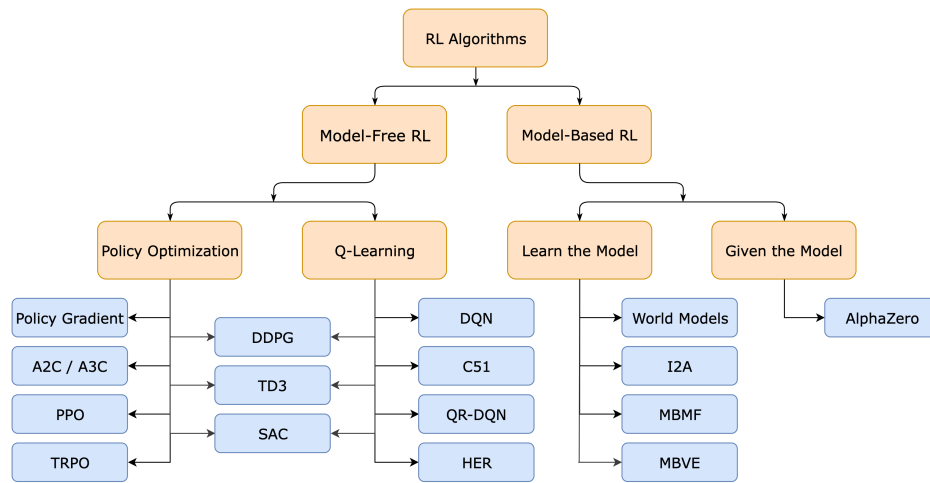 RL Algorithms
Model-Free RL
Model-Based RL
Policy Optimization
Q-Learning
Learn the Model
Given the Model
Policy Gradient
DDPG
DQN
World Models
AlphaZero
A2C / A3C
TD3
C51
I2A
PPO
SAC
QR-DQN
MBMF
TRPO
HER
MBVE